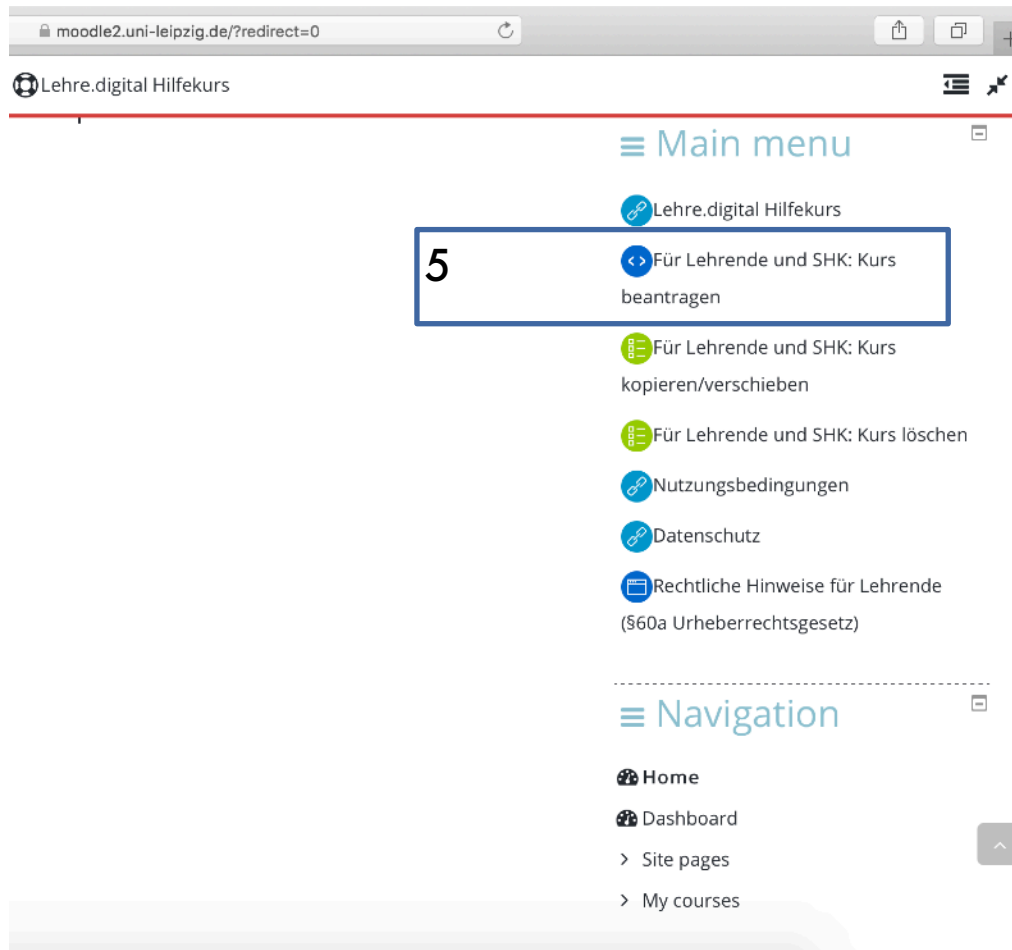 moodle2.uni-leipzig.de/?redirect=0
Lehre.digital Hilfekurs
Main menu
Lehre.digital Hilfekurs
5
Für Lehrende und SHK: Kurs
beantragen
Für Lehrende und SHK: Kurs
kopieren/verschieben
Für Lehrende und SHK: Kurs löschen
Nutzungsbedingungen
Datenschutz
Rechtliche Hinweise für Lehrende
(§60a Urheberrechtsgesetz)
Navigation
Home
Dashboard
Site pages
My courses